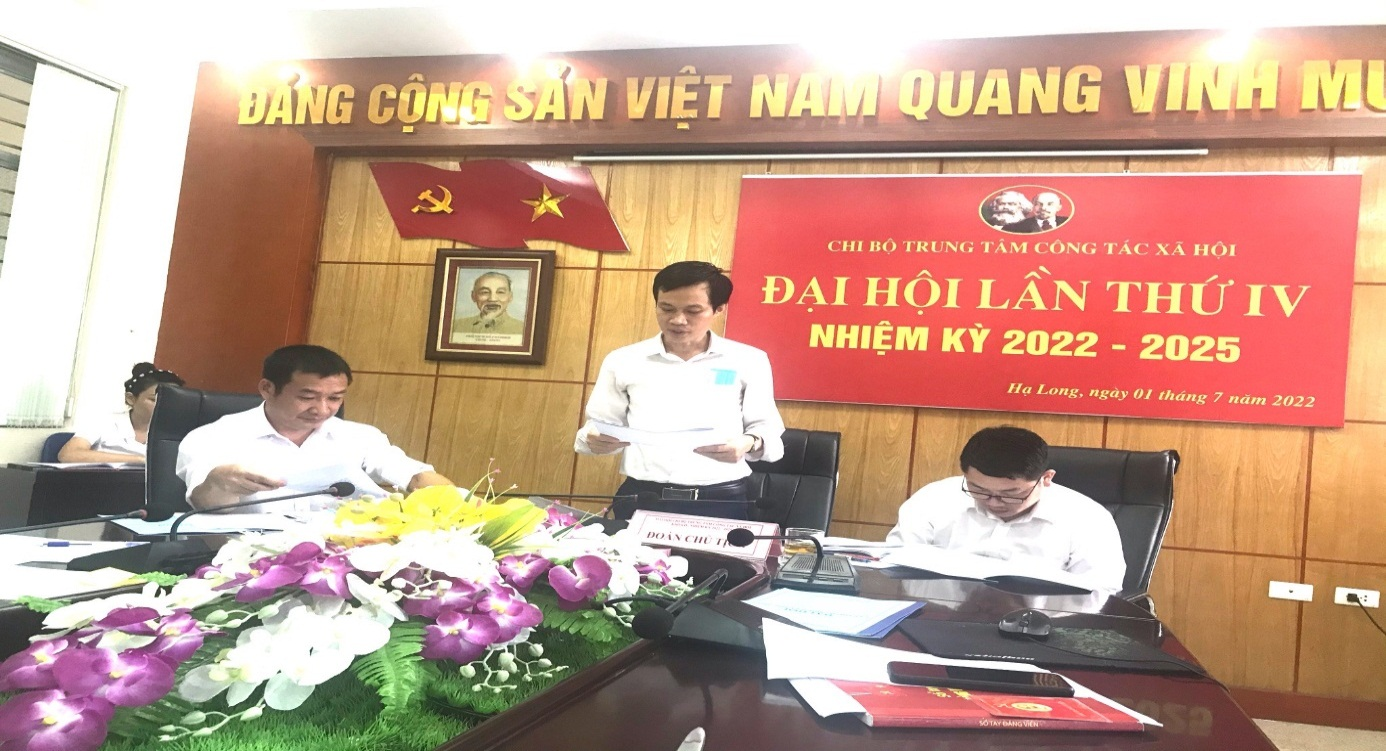 ĐẢNG CỘNG SẢN VIỆT NAM QUANG VINH MU
CHI BỘ TRUNG TÂM CÔNG TÁC XÃ HỘI
ĐẠI HỘI LẦN THỨ IV
NHIỆM KỲ 2022 - 2025
Hạ Long, ngày 01 tháng 7 năm 2022
ĐOÀN CHỦ T
SỔ TAY ĐẢNG VIÊN